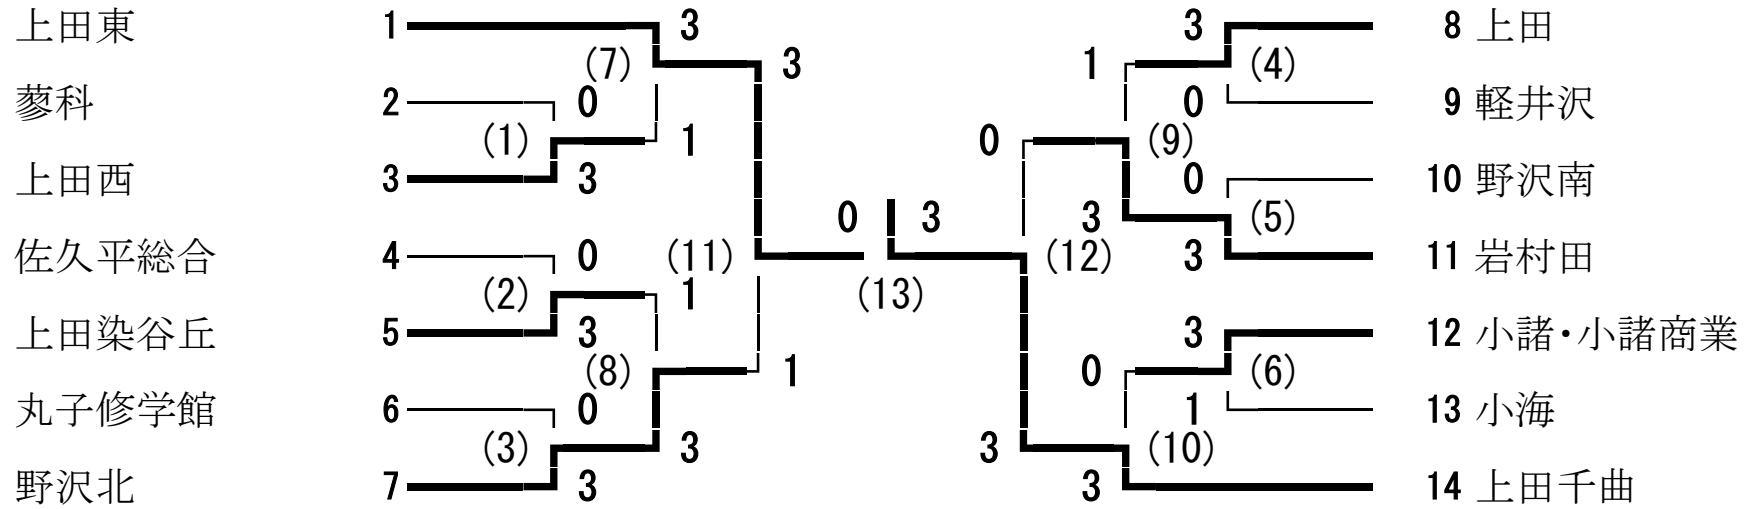 上田東 1 3 3 8 上田
(7) 3 1 (4)
蓼科 2 0 0 9 軽井沢
(1) 1 0 (9)
上田西 3 3 0 10 野沢南
0 3 3 (5)
佐久平総合 4 0 (11) (12) 3 11 岩村田
(2) 1 (13)
上田染谷丘 5 3 3 12 小諸・小諸商業
(8) 1 0 (6)
丸子修学館 6 0 1 13 小海
(3) 3 3 (10)
野沢北 7 3 3 14 上田千曲